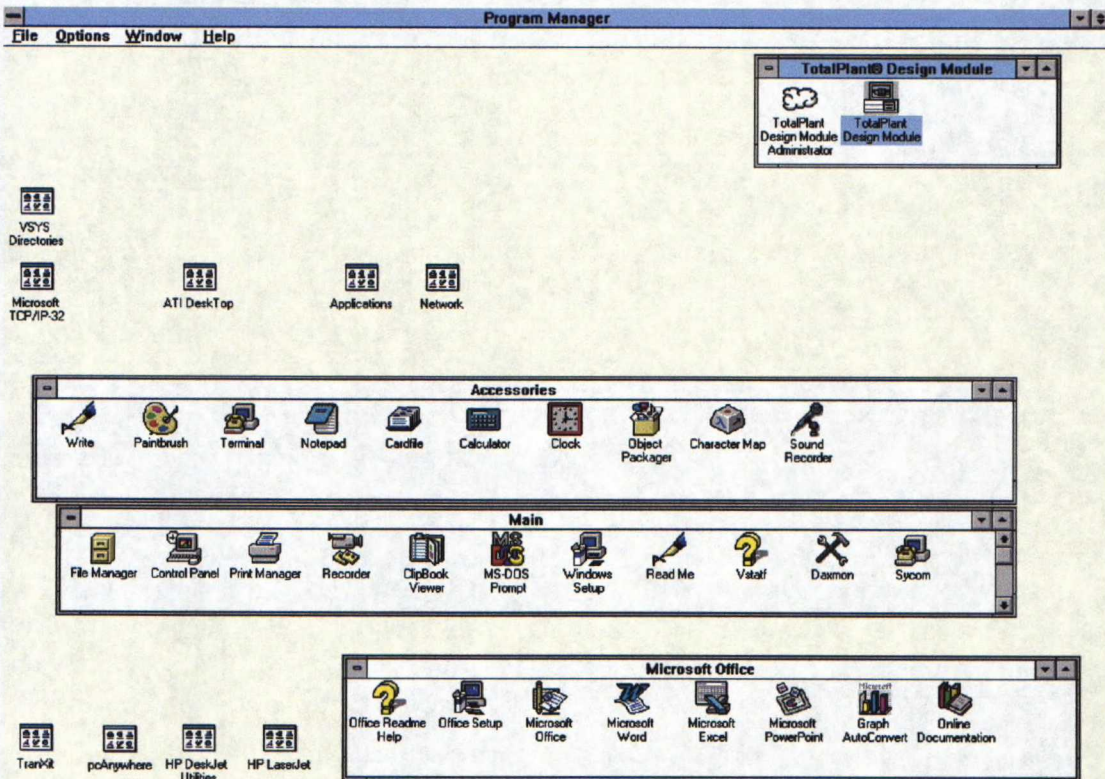 Program Manager
File Options Window Help
TotalPlant® Design Module
TotalPlant Design Module Administrator
TotalPlant Design Module
VSYS Directories
Microsoft TCP/IP-32
ATI DeskTop
Applications
Network
Accessories
Write
Paintbrush
Terminal
Notepad
Cardfile
Calculator
Clock
Object Packager
Character Map
Sound Recorder
Main
File Manager
Control Panel
Print Manager
Recorder
ClipBook Viewer
MS DOS
MS-DOS Prompt
Windows Setup
Read Me
Vstatf
Daxmon
Sycom
Microsoft Office
Office Readme Help
Office Setup
Microsoft Office
Microsoft Word
Microsoft Excel
Microsoft PowerPoint
Microsoft
Graph AutoConvert
Online Documentation
TranXit
pcAnywhere
HP DeskJet Utilities
HP LaserJet